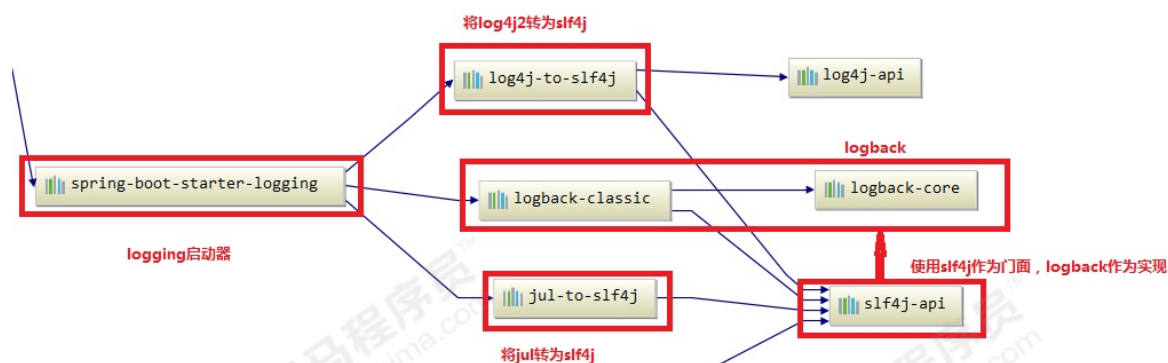 将log4j2转为slf4j
log4j-to-slf4j
log4j-api
logback
spring-boot-starter-logging
logback-classic
logback-core
logging启动器
使用slf4j作为门面，logback作为实现
jul-to-slf4j
slf4j-api
将jul转为slf4j